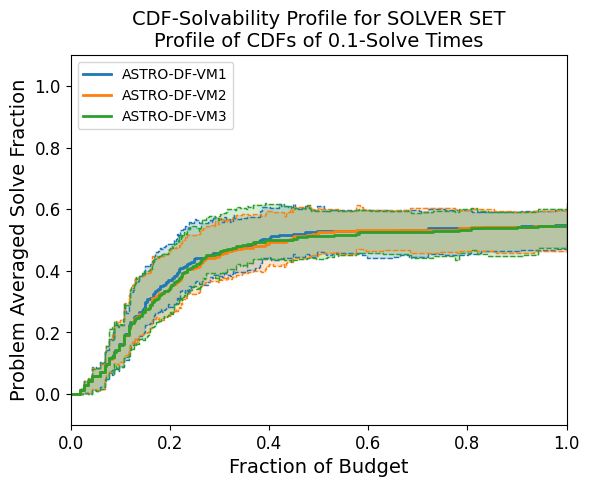 CDF-Solvability Profile for SOLVER SET
Profile of CDFs of 0.1-Solve Times
ASTRO-DF-VM1
ASTRO-DF-VM2
ASTRO-DF-VM3
Problem Averaged Solve Fraction
1.0
0.8
0.6
0.4
0.2
0.0
0.0 0.2 0.4 0.6 0.8 1.0
Fraction of Budget